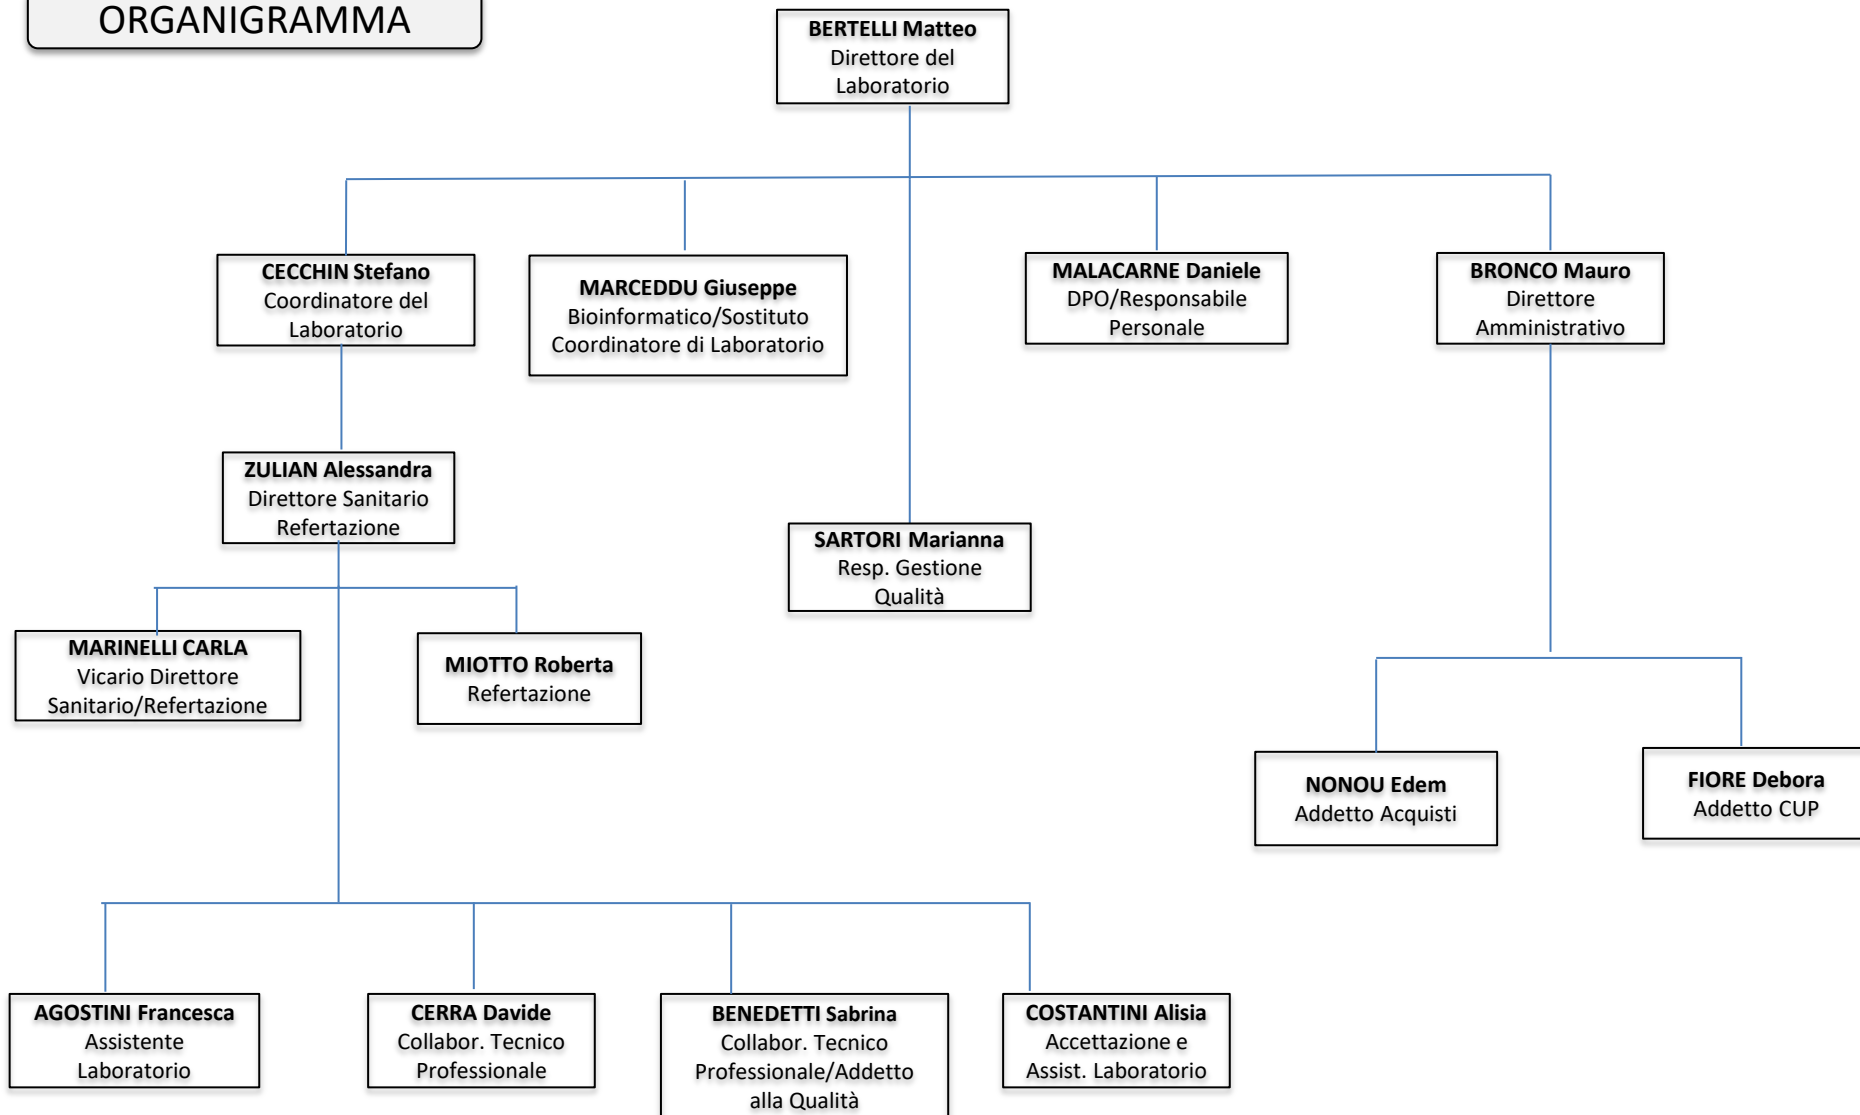 ORGANIGRAMMA
BERTELLI Matteo
Direttore del
Laboratorio
CECCHIN Stefano
Coordinatore del
Laboratorio
MARCEDDU Giuseppe
Bioinformatico/Sostituto
Coordinatore di Laboratorio
MALACARNE Daniele
DPO/Responsabile
Personale
BRONCO Mauro
Direttore
Amministrativo
ZULIAN Alessandra
Direttore Sanitario
Refertazione
SARTORI Marianna
Resp. Gestione
Qualità
MARINELLI CARLA
Vicario Direttore
Sanitario/Refertazione
MIOTTO Roberta
Refertazione
NONOU Edem
Addetto Acquisti
FIORE Debora
Addetto CUP
AGOSTINI Francesca
Assistente
Laboratorio
CERRA Davide
Collabor. Tecnico
Professionale
BENEDETTI Sabrina
Collabor. Tecnico
Professionale/Addetto
alla Qualità
COSTANTINI Alisia
Accettazione e
Assist. Laboratorio